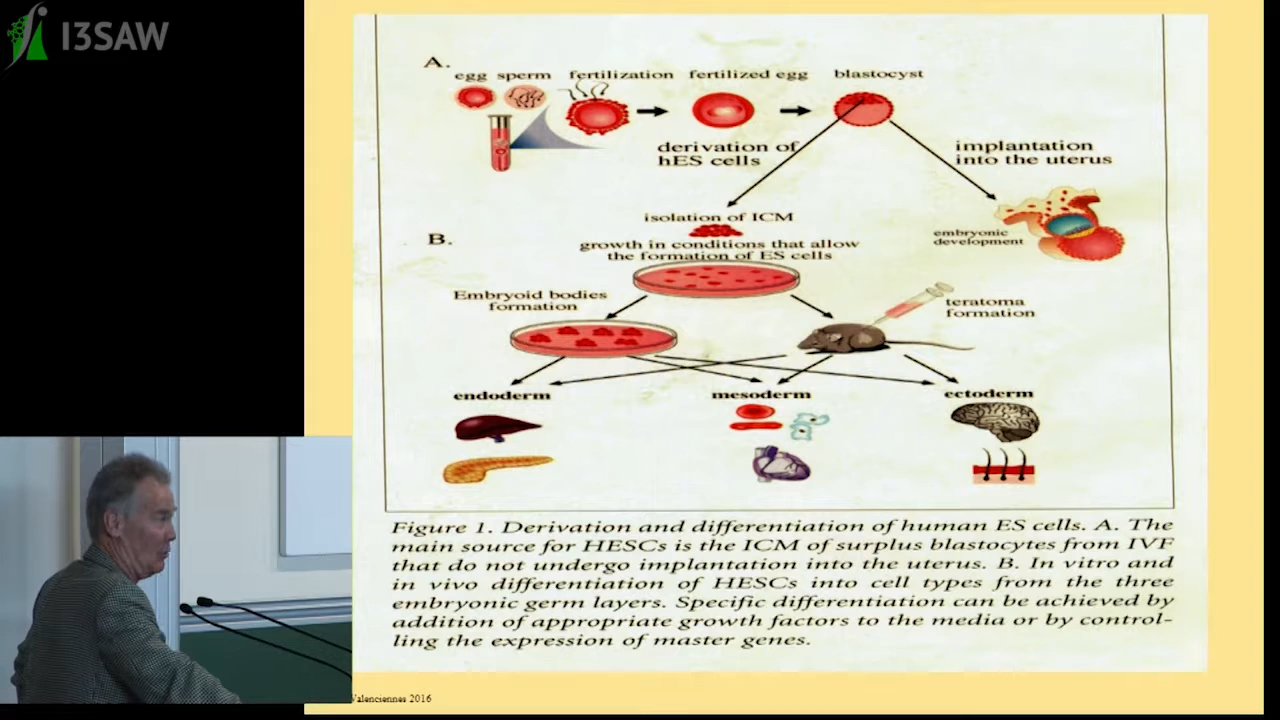 I3SAW
A.
egg sperm fertilization fertilized egg blastocyst
derivation of
hES cells
implantation
into the uterus
isolation of ICM
B.
growth in conditions that allow
the formation of ES cells
embryonic
development
Embryoid bodies
formation
teratoma
formation
endoderm mesoderm ectoderm
Figure 1. Derivation and differentiation of human ES cells. A. The
main source for HESCs is the ICM of surplus blastocytes from IVF
that do not undergo implantation into the uterus. B. In vitro and
in vivo differentiation of HESCs into cell types from the three
embryonic germ layers. Specific differentiation can be achieved by
addition of appropriate growth factors to the media or by control-
ling the expression of master genes.
Valenciennes 2016